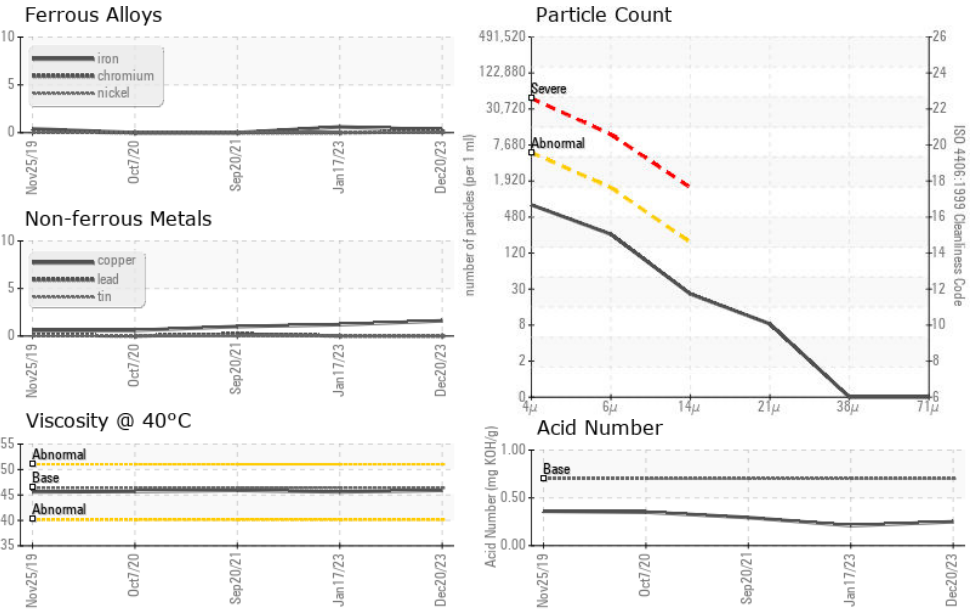 Ferrous Alloys
10
5
0
iron
chromium
nickel
Nov25/19
Oct7/20
Sep20/21
Jan17/23
Dec20/23
Non-ferrous Metals
10
5
0
copper
lead
tin
Nov25/19
Oct7/20
Sep20/21
Jan17/23
Dec20/23
Viscosity @ 40°C
55
50
45
40
35
Abnormal
Base
Abnormal
Nov25/19
Oct7/20
Sep20/21
Jan17/23
Dec20/23
Particle Count
number of particles (per 1 ml)
491,520
122,880
30,720
7,680
1,920
480
120
30
8
2
0
Severe
Abnormal
26
24
22
20
18
16
14
12
10
8
6
ISO 4406:1999 Cleanliness Code
4µ
6µ
14µ
21µ
38µ
71µ
Acid Number
Acid Number (mg KOH/g)
1.00
0.50
0.00
Base
Nov25/19
Oct7/20
Sep20/21
Jan17/23
Dec20/23